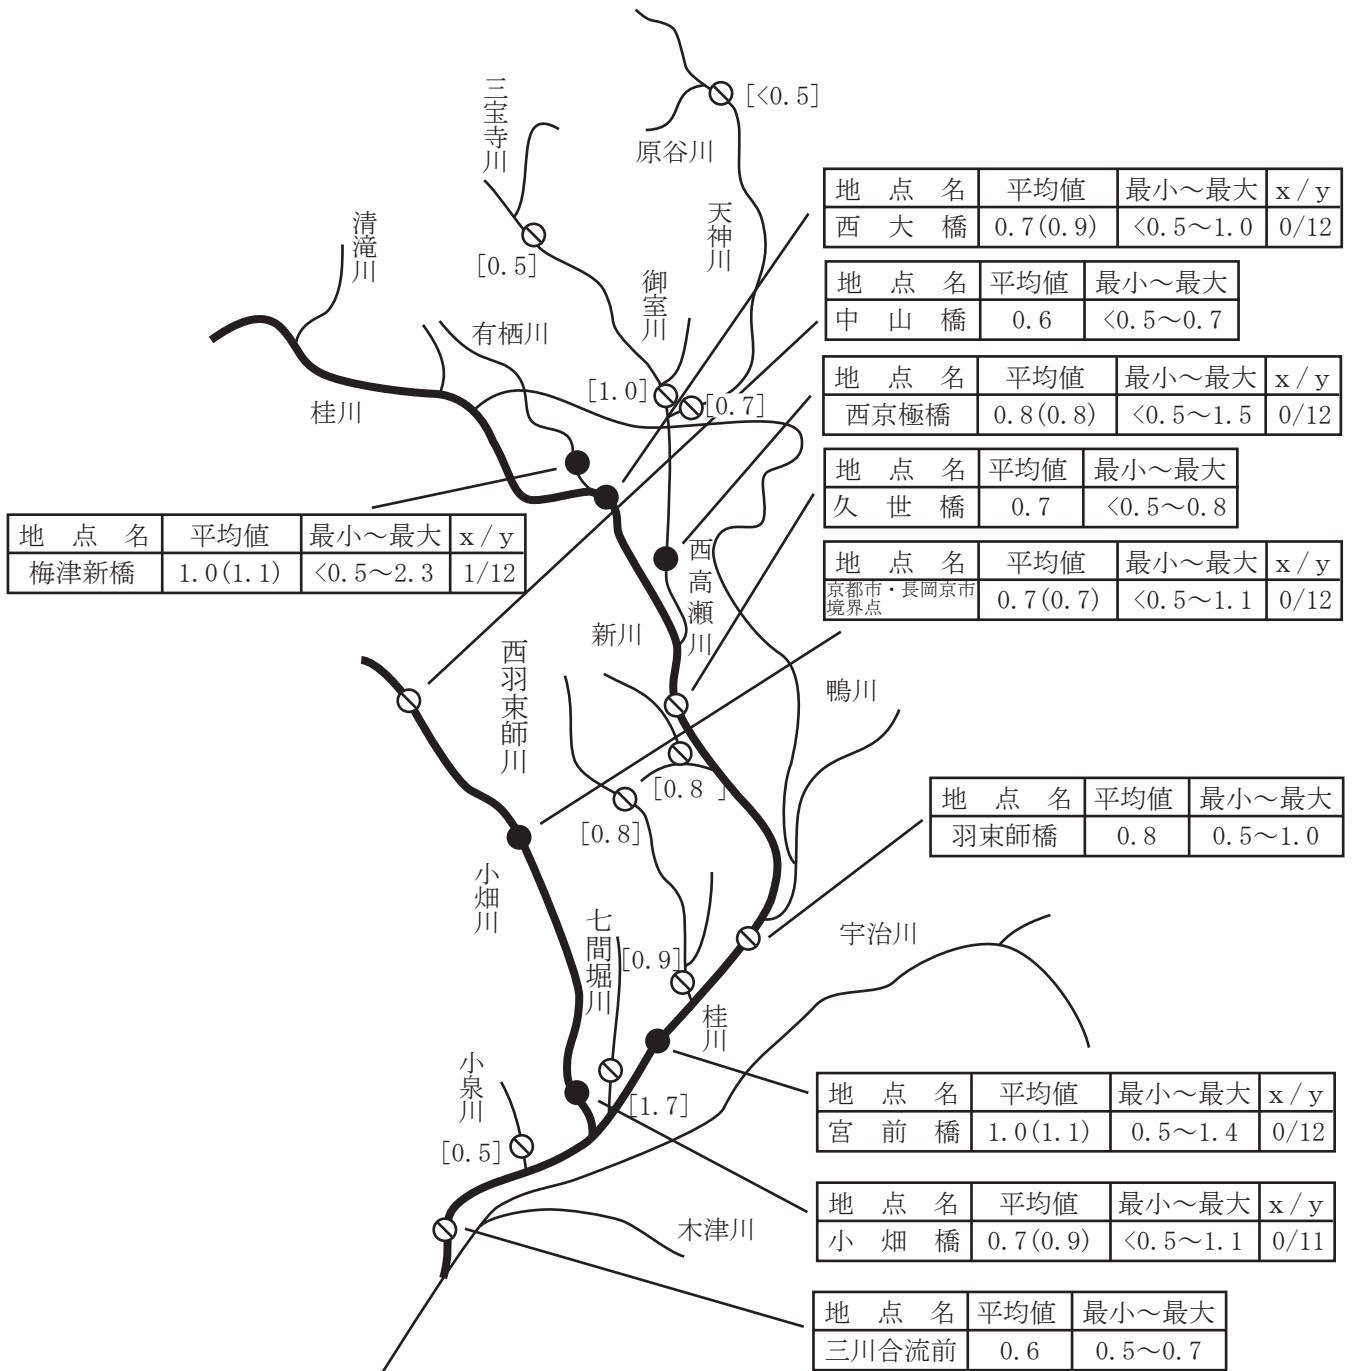 [<0.5]
三宝寺川
原谷川
地 点 名 平均値 最小～最大 x/y
西 大 橋 0.7(0.9) <0.5～1.0 0/12
天神川
清滝川
[0.5]
御室川
地 点 名 平均値 最小～最大
中 山 橋 0.6 <0.5～0.7
有栖川
地 点 名 平均値 最小～最大 x/y
西京極橋 0.8(0.8) <0.5～1.5 0/12
[1.0]
[0.7]
桂川
地 点 名 平均値 最小～最大
久 世 橋 0.7 <0.5～0.8
地 点 名 平均値 最小～最大 x/y
梅津新橋 1.0(1.1) <0.5～2.3 1/12
西高瀬川
地 点 名 平均値 最小～最大 x/y
京都市・長岡京市
境界点 0.7(0.7) <0.5～1.1 0/12
新川
西羽束師川
鴨川
[0.8 ]
[0.8]
地 点 名 平均値 最小～最大
羽束師橋 0.8 0.5～1.0
小畑川
七間堀川
宇治川
[0.9]
桂川
小泉川
地 点 名 平均値 最小～最大 x/y
宮 前 橋 1.0(1.1) 0.5～1.4 0/12
[1.7]
[0.5]
地 点 名 平均値 最小～最大 x/y
小 畑 橋 0.7(0.9) <0.5～1.1 0/11
木津川
地 点 名 平均値 最小～最大
三川合流前 0.6 0.5～0.7